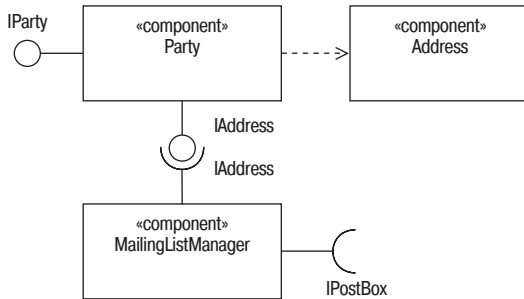 IParty
«component»
Party
«component»
Address
IAddress
IAddress
«component»
MailingListManager
IPostBox